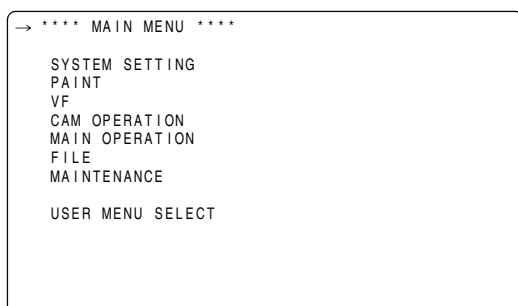 → **** MAIN MENU ****
SYSTEM SETTING
PAINT
VF
CAM OPERATION
MAIN OPERATION
FILE
MAINTENANCE
USER MENU SELECT